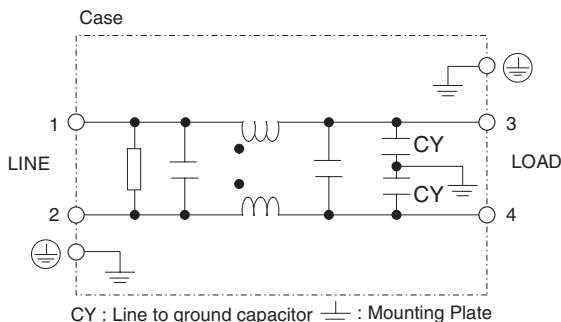 Case
1
3
CY
LINE
LOAD
CY
2
4
CY : Line to ground capacitor : Mounting Plate